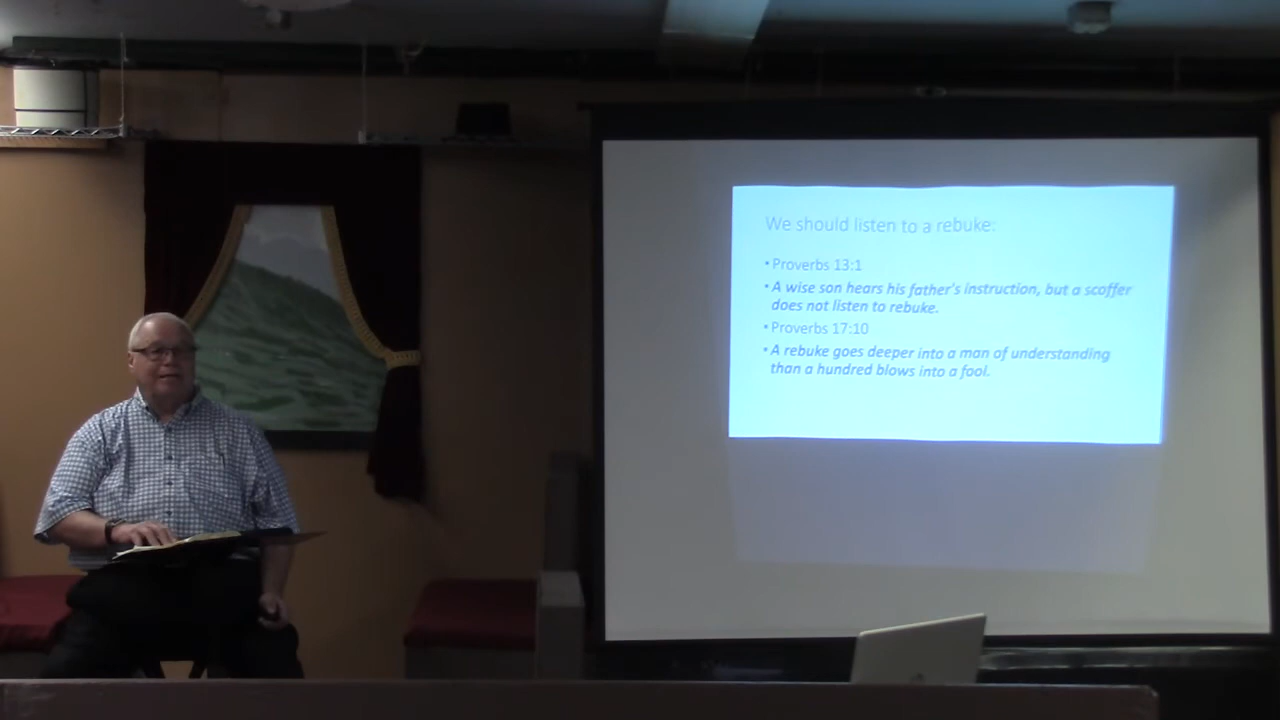 We should listen to a rebuke:
• Proverbs 13:1
• A wise son hears his father's instruction, but a scoffer
does not listen to rebuke.
• Proverbs 17:10
• A rebuke goes deeper into a man of understanding
than a hundred blows into a fool.